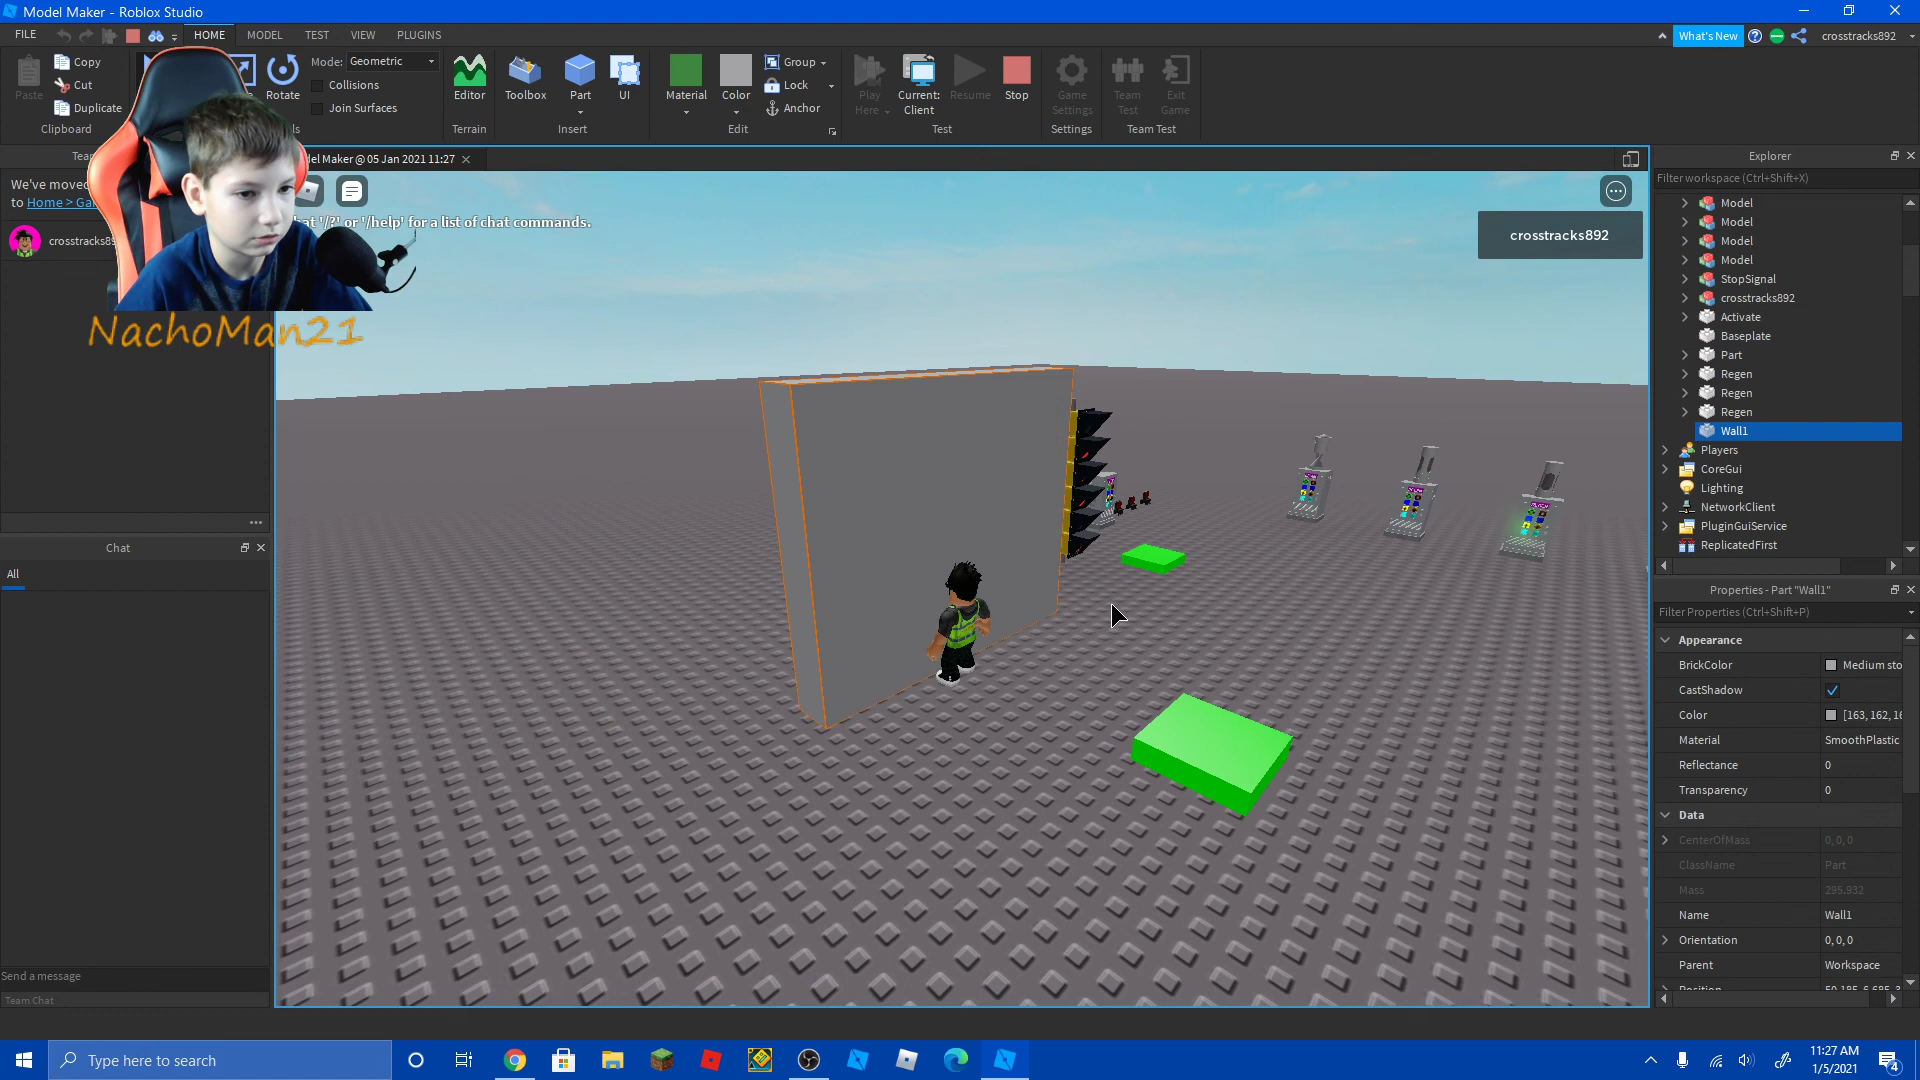 Model Maker - Roblox Studio
FILE
HOME
MODEL
TEST
VIEW
PLUGINS
What's New
crosstracks892
Paste
Copy
Cut
Duplicate
Clipboard
Rotate
Mode: Geometric
Collisions
Join Surfaces
Editor
Terrain
Toolbox
Part
UI
Insert
Material
Color
Group
Lock
Anchor
Edit
Play Here
Current: Client
Resume
Stop
Test
Game Settings
Settings
Team Test
Exit Game
Team Test
We've moved
to Home >
crosstracks89
NachoMan21
del Maker @ 05 Jan 2021 11:27
'/?' or '/help' for a list of chat commands.
crosstracks892
Chat
All
Send a message
Team Chat
Explorer
Filter workspace (Ctrl+Shift+X)
Model
Model
Model
Model
StopSignal
crosstracks892
Activate
Baseplate
Part
Regen
Regen
Regen
Wall1
Players
CoreGui
Lighting
NetworkClient
PluginGuiService
ReplicatedFirst
Properties - Part "Wall1"
Filter Properties (Ctrl+Shift+P)
Appearance
BrickColor Medium sto
CastShadow
Color [163, 162, 16
Material SmoothPlastic
Reflectance 0
Transparency 0
Data
CenterOfMass 0, 0, 0
ClassName Part
Mass 295.932
Name Wall1
Orientation 0, 0, 0
Parent Workspace
Type here to search
11:27 AM
1/5/2021
4